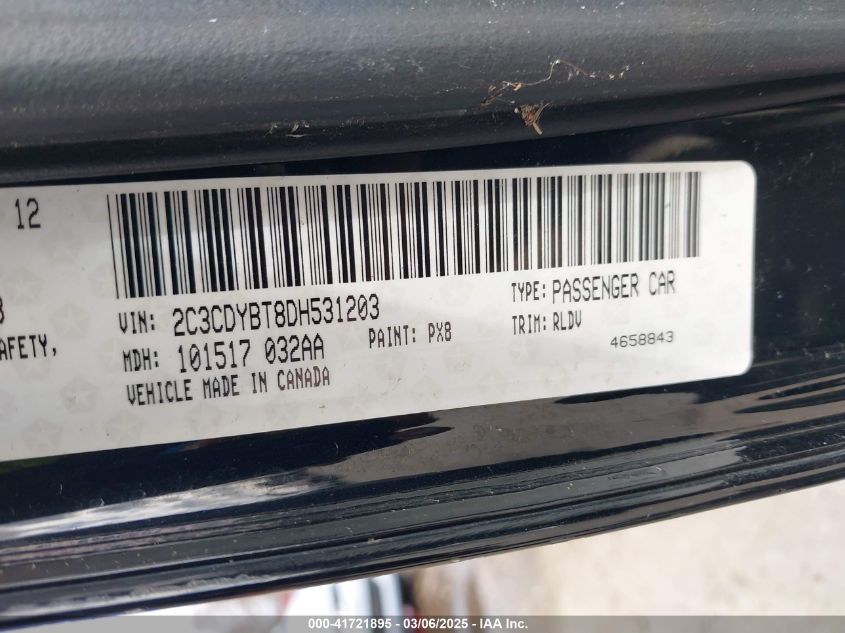 12
3
VIN: 2C3CDYBT8DH531203
TYPE: PASSENGER CAR
AFETY,
MDH: 101517 032AA
PAINT: PX8
TRIM: RLDV
4658843
VEHICLE MADE IN CANADA
000-41721895 - 03/06/2025 - IAA Inc.